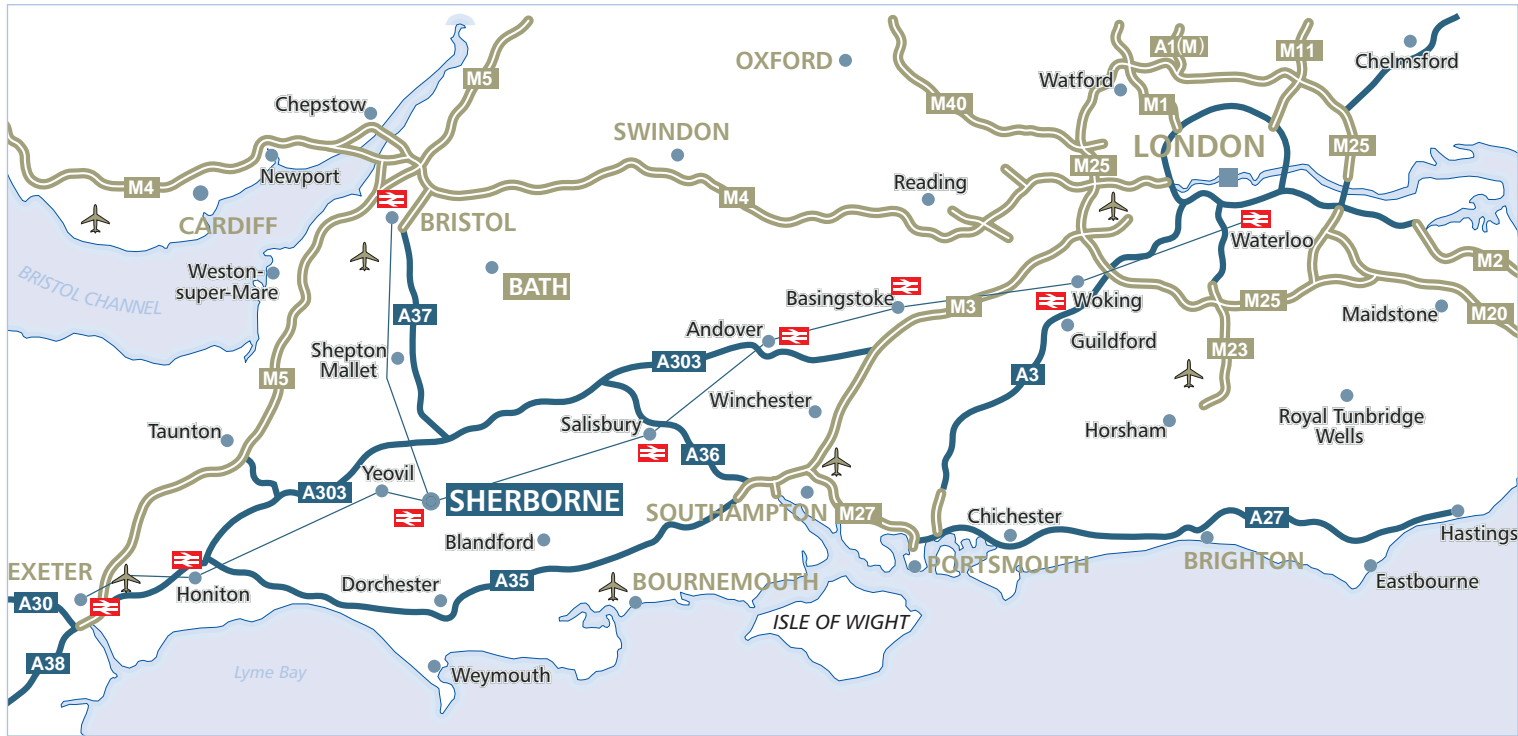 A1(M)
M11
OXFORD
Chelmsford
M5
Watford
Chepstow
M40
M1
SWINDON
LONDON
M25
M25
Newport
M4
Reading
M4
CARDIFF
BRISTOL
Waterloo
M2
Weston-
super-Mare
BRISTOL CHANNEL
BATH
Basingstoke
Woking
M25
M3
Maidstone
M20
A37
Andover
Guildford
Shepton
Mallet
M23
A303
M5
A3
Winchester
Royal Tunbridge
Wells
Salisbury
Horsham
Taunton
A36
Yeovil
A303
SHERBORNE
SOUTHAMPTON
M27
Chichester
A27
Hastings
Blandford
EXETER
PORTSMOUTH
BRIGHTON
A35
BOURNEMOUTH
Dorchester
Eastbourne
Honiton
A30
ISLE OF WIGHT
A38
Lyme Bay
Weymouth